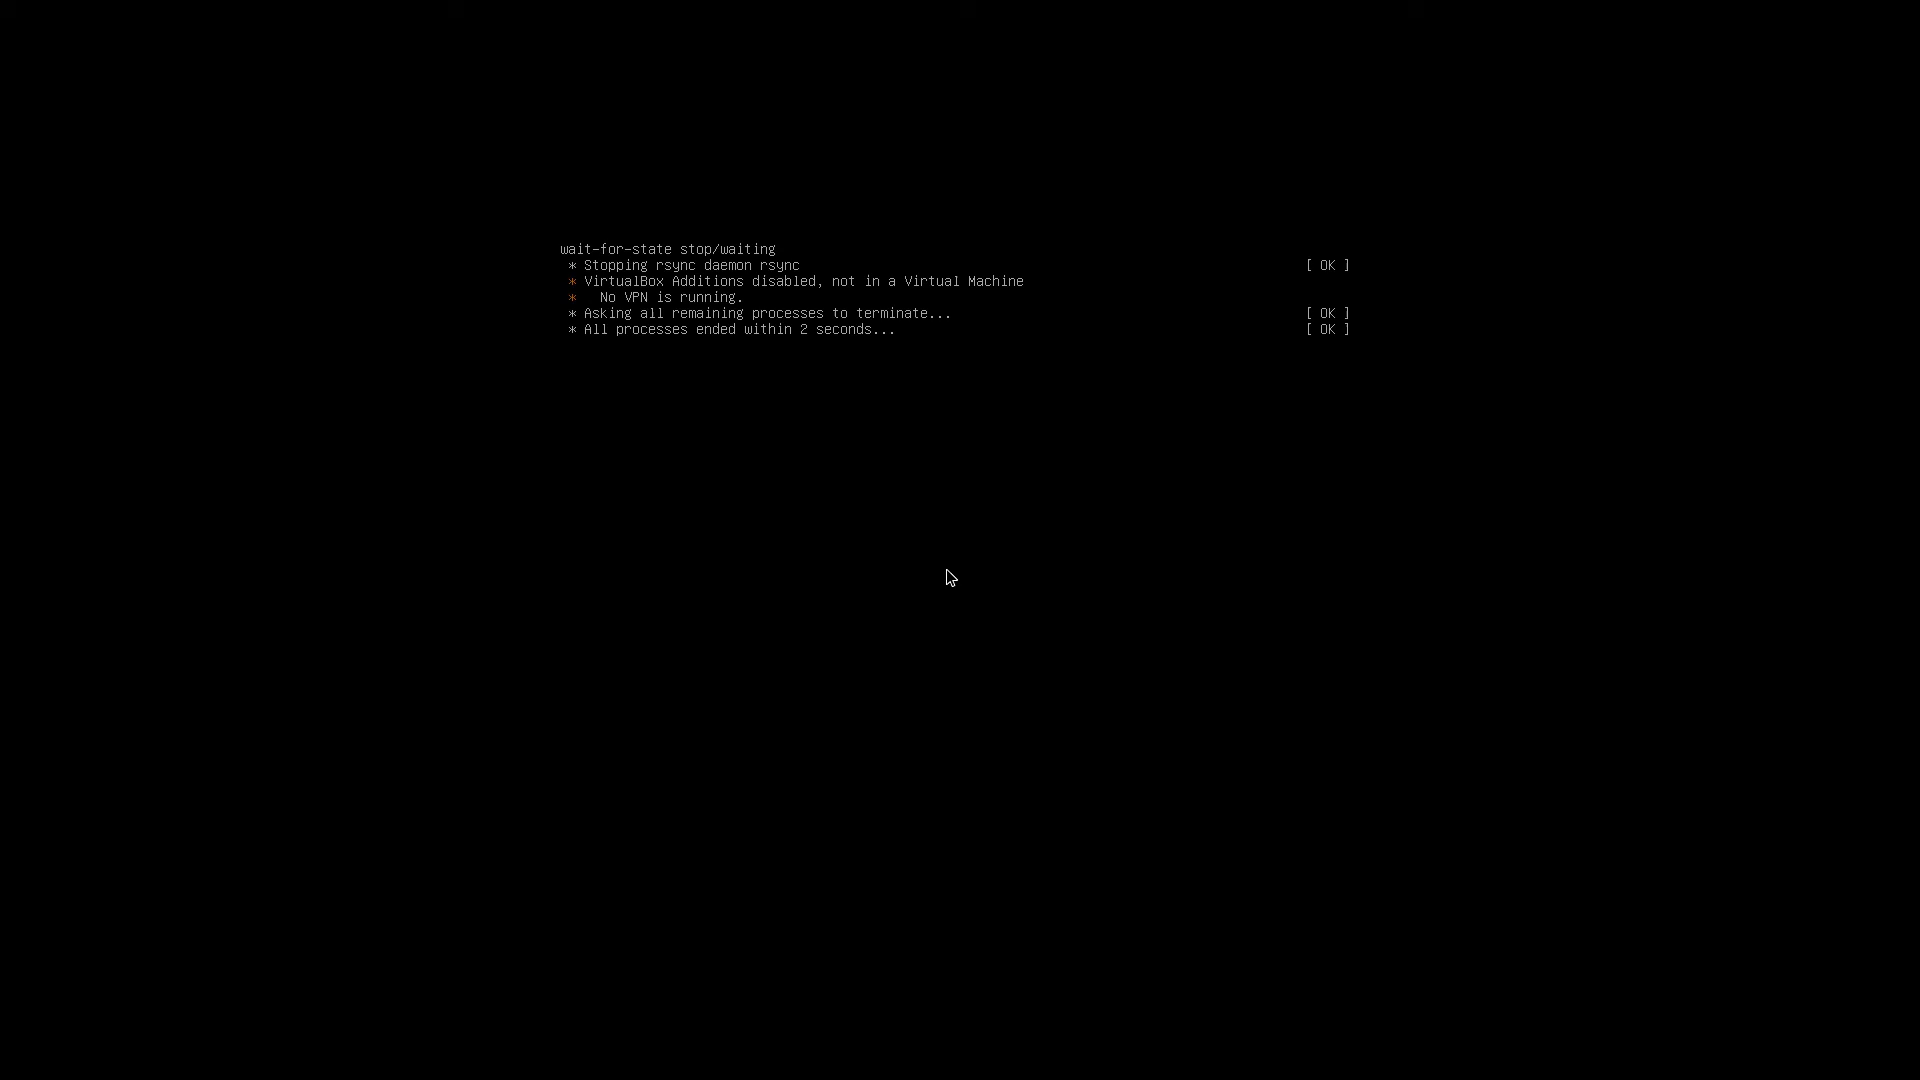 wait-for-state stop/waiting
* Stopping rsync daemon rsync [ OK ]
* VirtualBox Additions disabled, not in a Virtual Machine
* No VPN is running.
* Asking all remaining processes to terminate... [ OK ]
* All processes ended within 2 seconds... [ OK ]